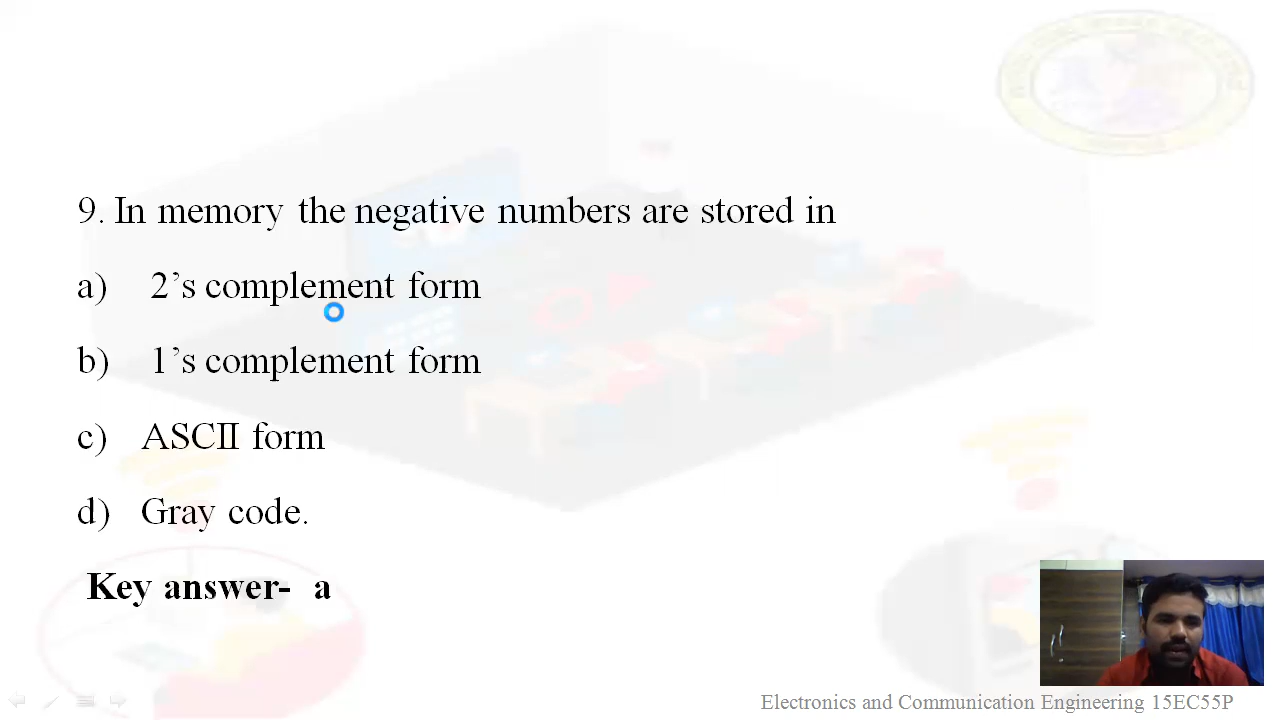 9. In memory the negative numbers are stored in
a) 2’s complement form
b) 1’s complement form
c) ASCII form
d) Gray code.
Key answer- a
Electronics and Communication Engineering 15EC55P